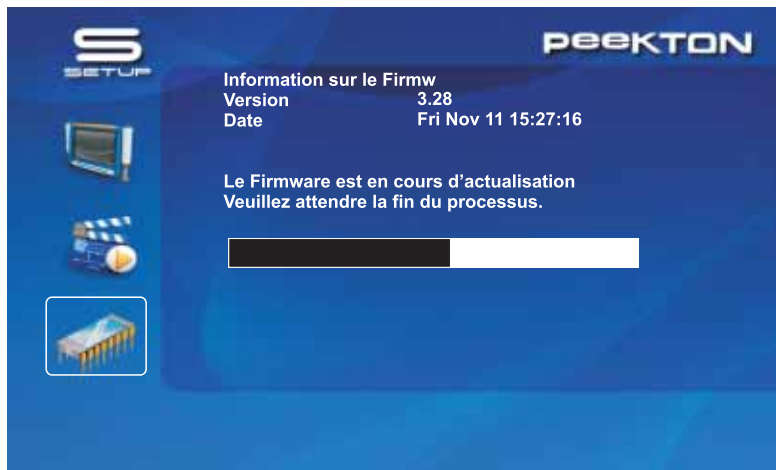 SETUP
PEEKTON
Information sur le Firmw
Version 3.28
Date Fri Nov 11 15:27:16
Le Firmware est en cours d’actualisation
Veuillez attendre la fin du processus.